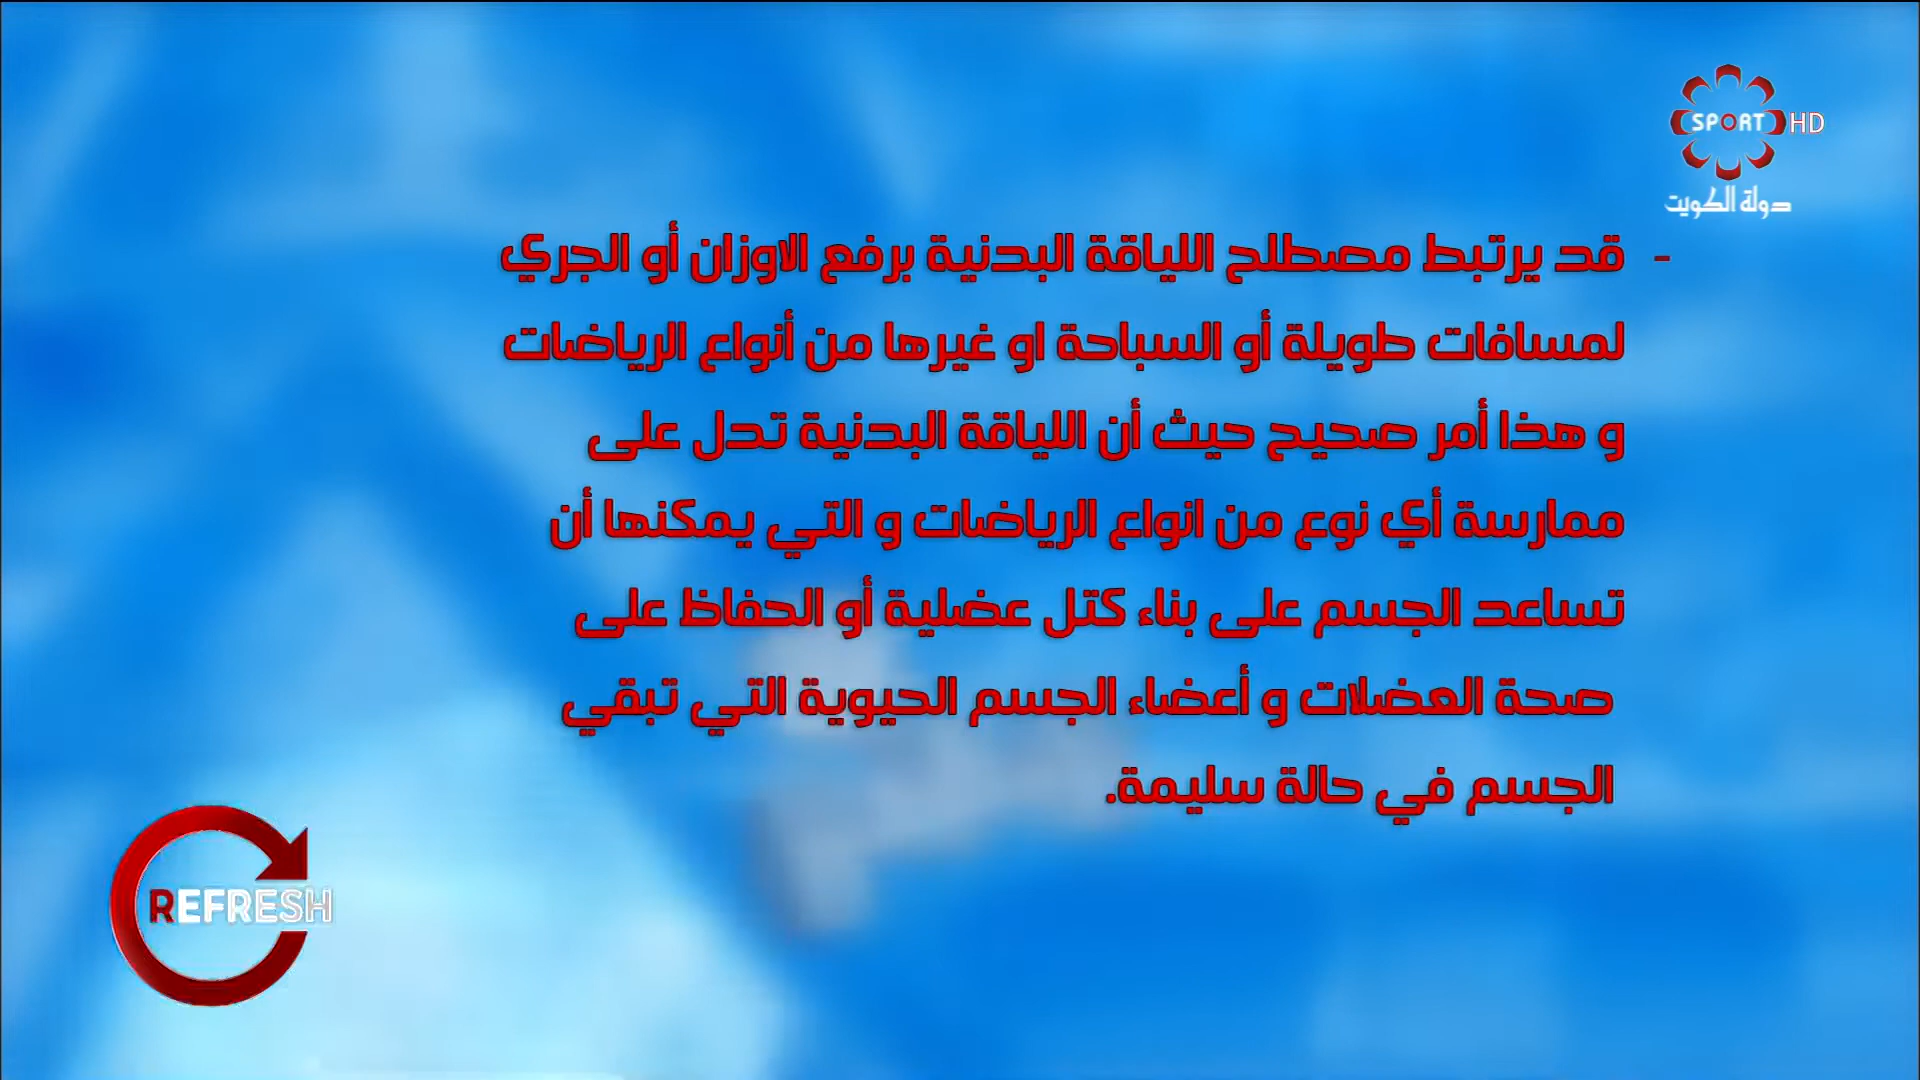 SPORT HD
دولة الكويت
- قد يرتبط مصطلح اللياقة البدنية برفع الاوزان أو الجري
لمسافات طويلة أو السباحة او غيرها من أنواع الرياضات
و هذا أمر صحيح حيث أن اللياقة البدنية تدل على
ممارسة أي نوع من انواع الرياضات و التي يمكنها أن
تساعد الجسم على بناء كتل عضلية أو الحفاظ على
صحة العضلات و أعضاء الجسم الحيوية التي تبقي
الجسم في حالة سليمة.
REFRESH